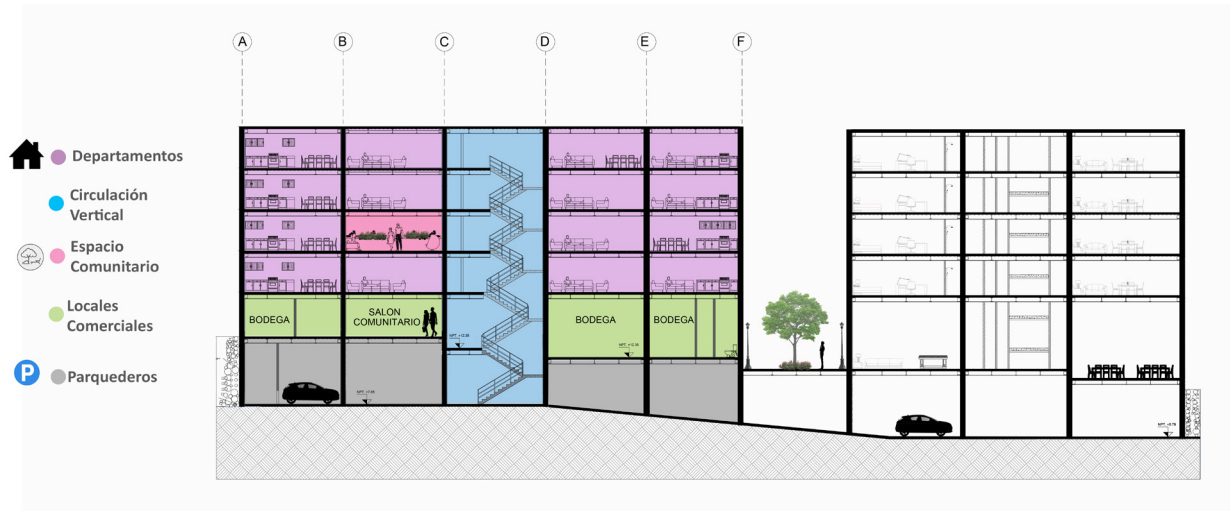 A
B
C
D
E
F
Departamentos
Circulación
Vertical
Espacio
Comunitario
Locales
Comerciales
P
Parquederos
BODEGA
SALON
COMUNITARIO
BODEGA
BODEGA